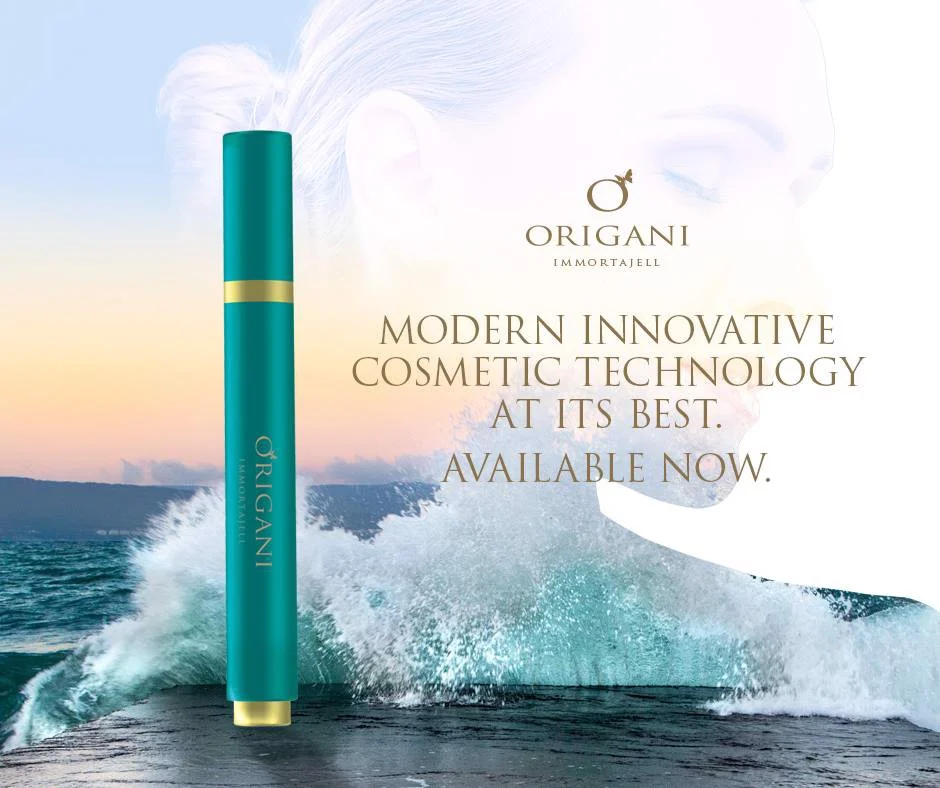 ORIGANI
IMMORTAJELL
MODERN INNOVATIVE
COSMETIC TECHNOLOGY
AT ITS BEST.
AVAILABLE NOW.
ORIGANI
IMMORTAJELL